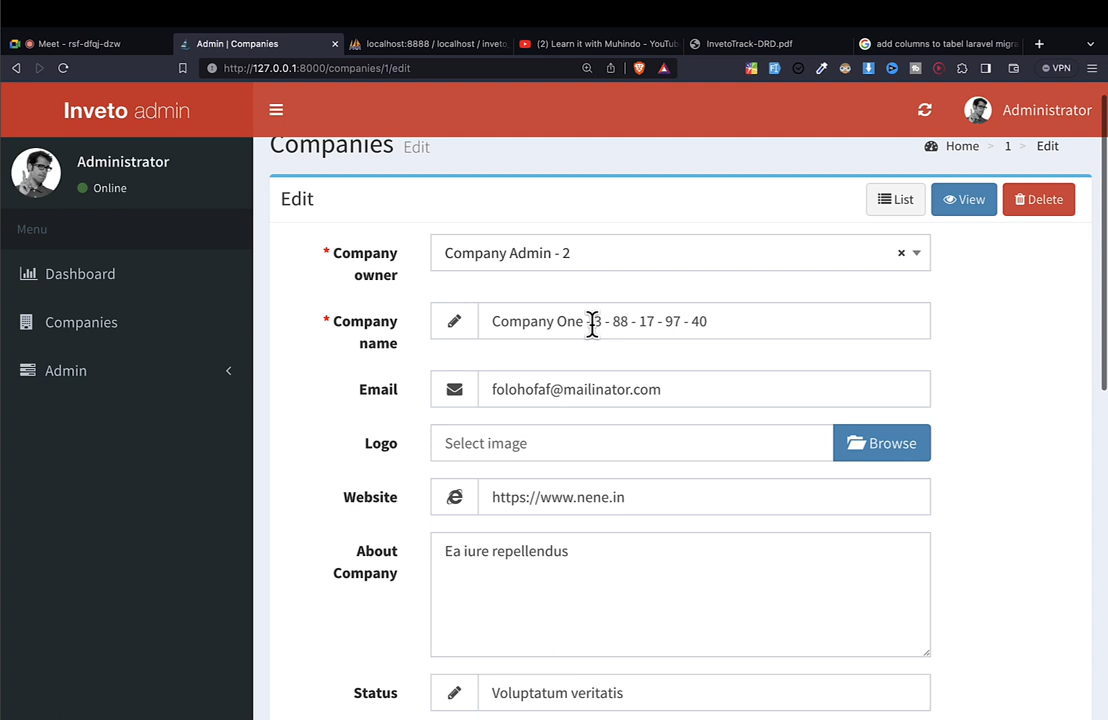 Meet - rsf-dfqj-dzw
Admin | Companies
localhost:8888 / localhost / inveto
(2) Learn it with Muhindo - YouTub
InvetoTrack-DRD.pdf
add columns to tabel laravel migra
http://127.0.0.1:8000/companies/1/edit
VPN
Inveto admin
Administrator
Administrator
Online
Companies Edit
Home > 1 > Edit
Menu
Edit
List
View
Delete
Dashboard
Companies
Admin
* Company owner
Company Admin - 2
* Company name
Company One - 3 - 88 - 17 - 97 - 40
Email
folohofaf@mailinator.com
Logo
Select image
Browse
Website
https://www.nene.in
About Company
Ea iure repellendus
Status
Voluptatum veritatis